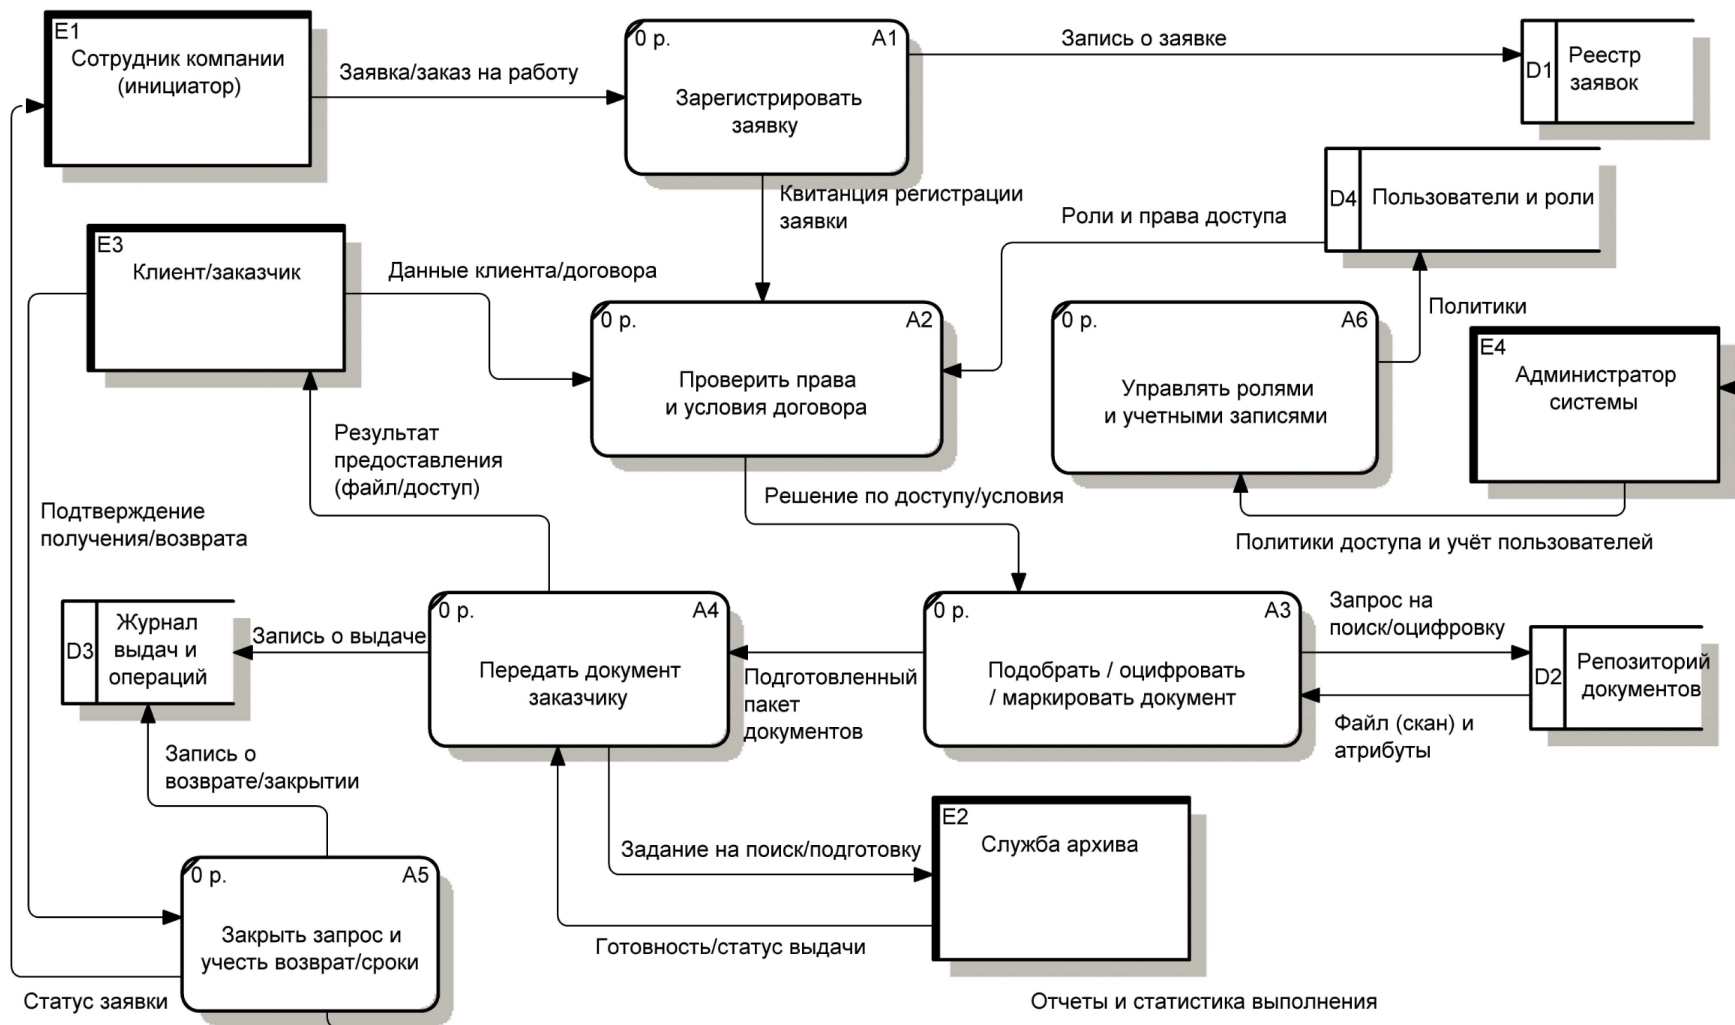 E1
Сотрудник компании
(инициатор)
Заявка/заказ на работу
0 р.
A1
Зарегистрировать
заявку
Запись о заявке
D1
Реестр
заявок
Квитанция регистрации
заявки
Роли и права доступа
D4
Пользователи и роли
E3
Клиент/заказчик
Данные клиента/договора
0 р.
A2
Проверить права
и условия договора
0 р.
A6
Управлять ролями
и учетными записями
Политики
E4
Администратор
системы
Результат
предоставления
(файл/доступ)
Решение по доступу/условия
Политики доступа и учёт пользователей
Подтверждение
получения/возврата
D3
Журнал
выдач и
операций
Запись о выдаче
0 р.
A4
Передать документ
заказчику
Подготовленный
пакет
документов
0 р.
A3
Подобрать / оцифровать
/ маркировать документ
Запрос на
поиск/оцифровку
D2
Репозиторий
документов
Файл (скан) и
атрибуты
Запись о
возврате/закрытии
Задание на поиск/подготовку
E2
Служба архива
0 р.
A5
Закрыть запрос и
учесть возврат/сроки
Готовность/статус выдачи
Статус заявки
Отчеты и статистика выполнения